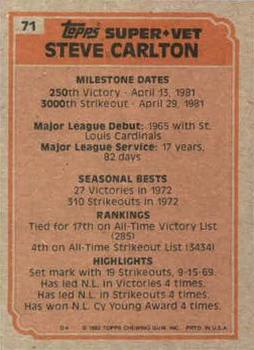 71
Topps SUPER★VET
STEVE CARLTON
MILESTONE DATES
250th Victory - April 13, 1981
3000th Strikeout - April 29, 1981
Major League Debut: 1965 with St.
Louis Cardinals
Major League Service: 17 years,
82 days
SEASONAL BESTS
27 Victories in 1972
310 Strikeouts in 1972
RANKINGS
Tied for 17th on All-Time Victory List
(285)
4th on All-Time Strikeout List (3434)
HIGHLIGHTS
Set mark with 19 Strikeouts, 9-15-69.
Has led N.L. in Victories 4 times.
Has led N.L. in Strikeouts 4 times.
Has won N.L. Cy Young Award 4 times.
© 1983 TOPPS CHEWING GUM, INC. PRTD. IN U.S.A.